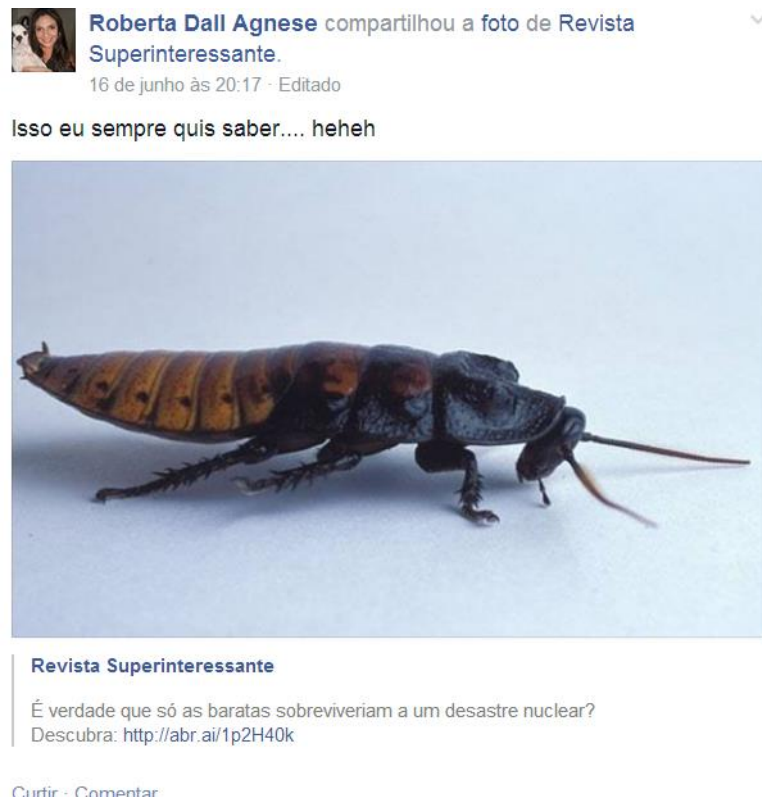 Roberta Dall Agnese compartilhou a foto de Revista
Superinteressante.
16 de junho às 20:17 · Editado
Isso eu sempre quis saber.... heheh
Revista Superinteressante
É verdade que só as baratas sobreviveriam a um desastre nuclear?
Descubra: http://abr.ai/1p2H40k
Curtir · Comentar